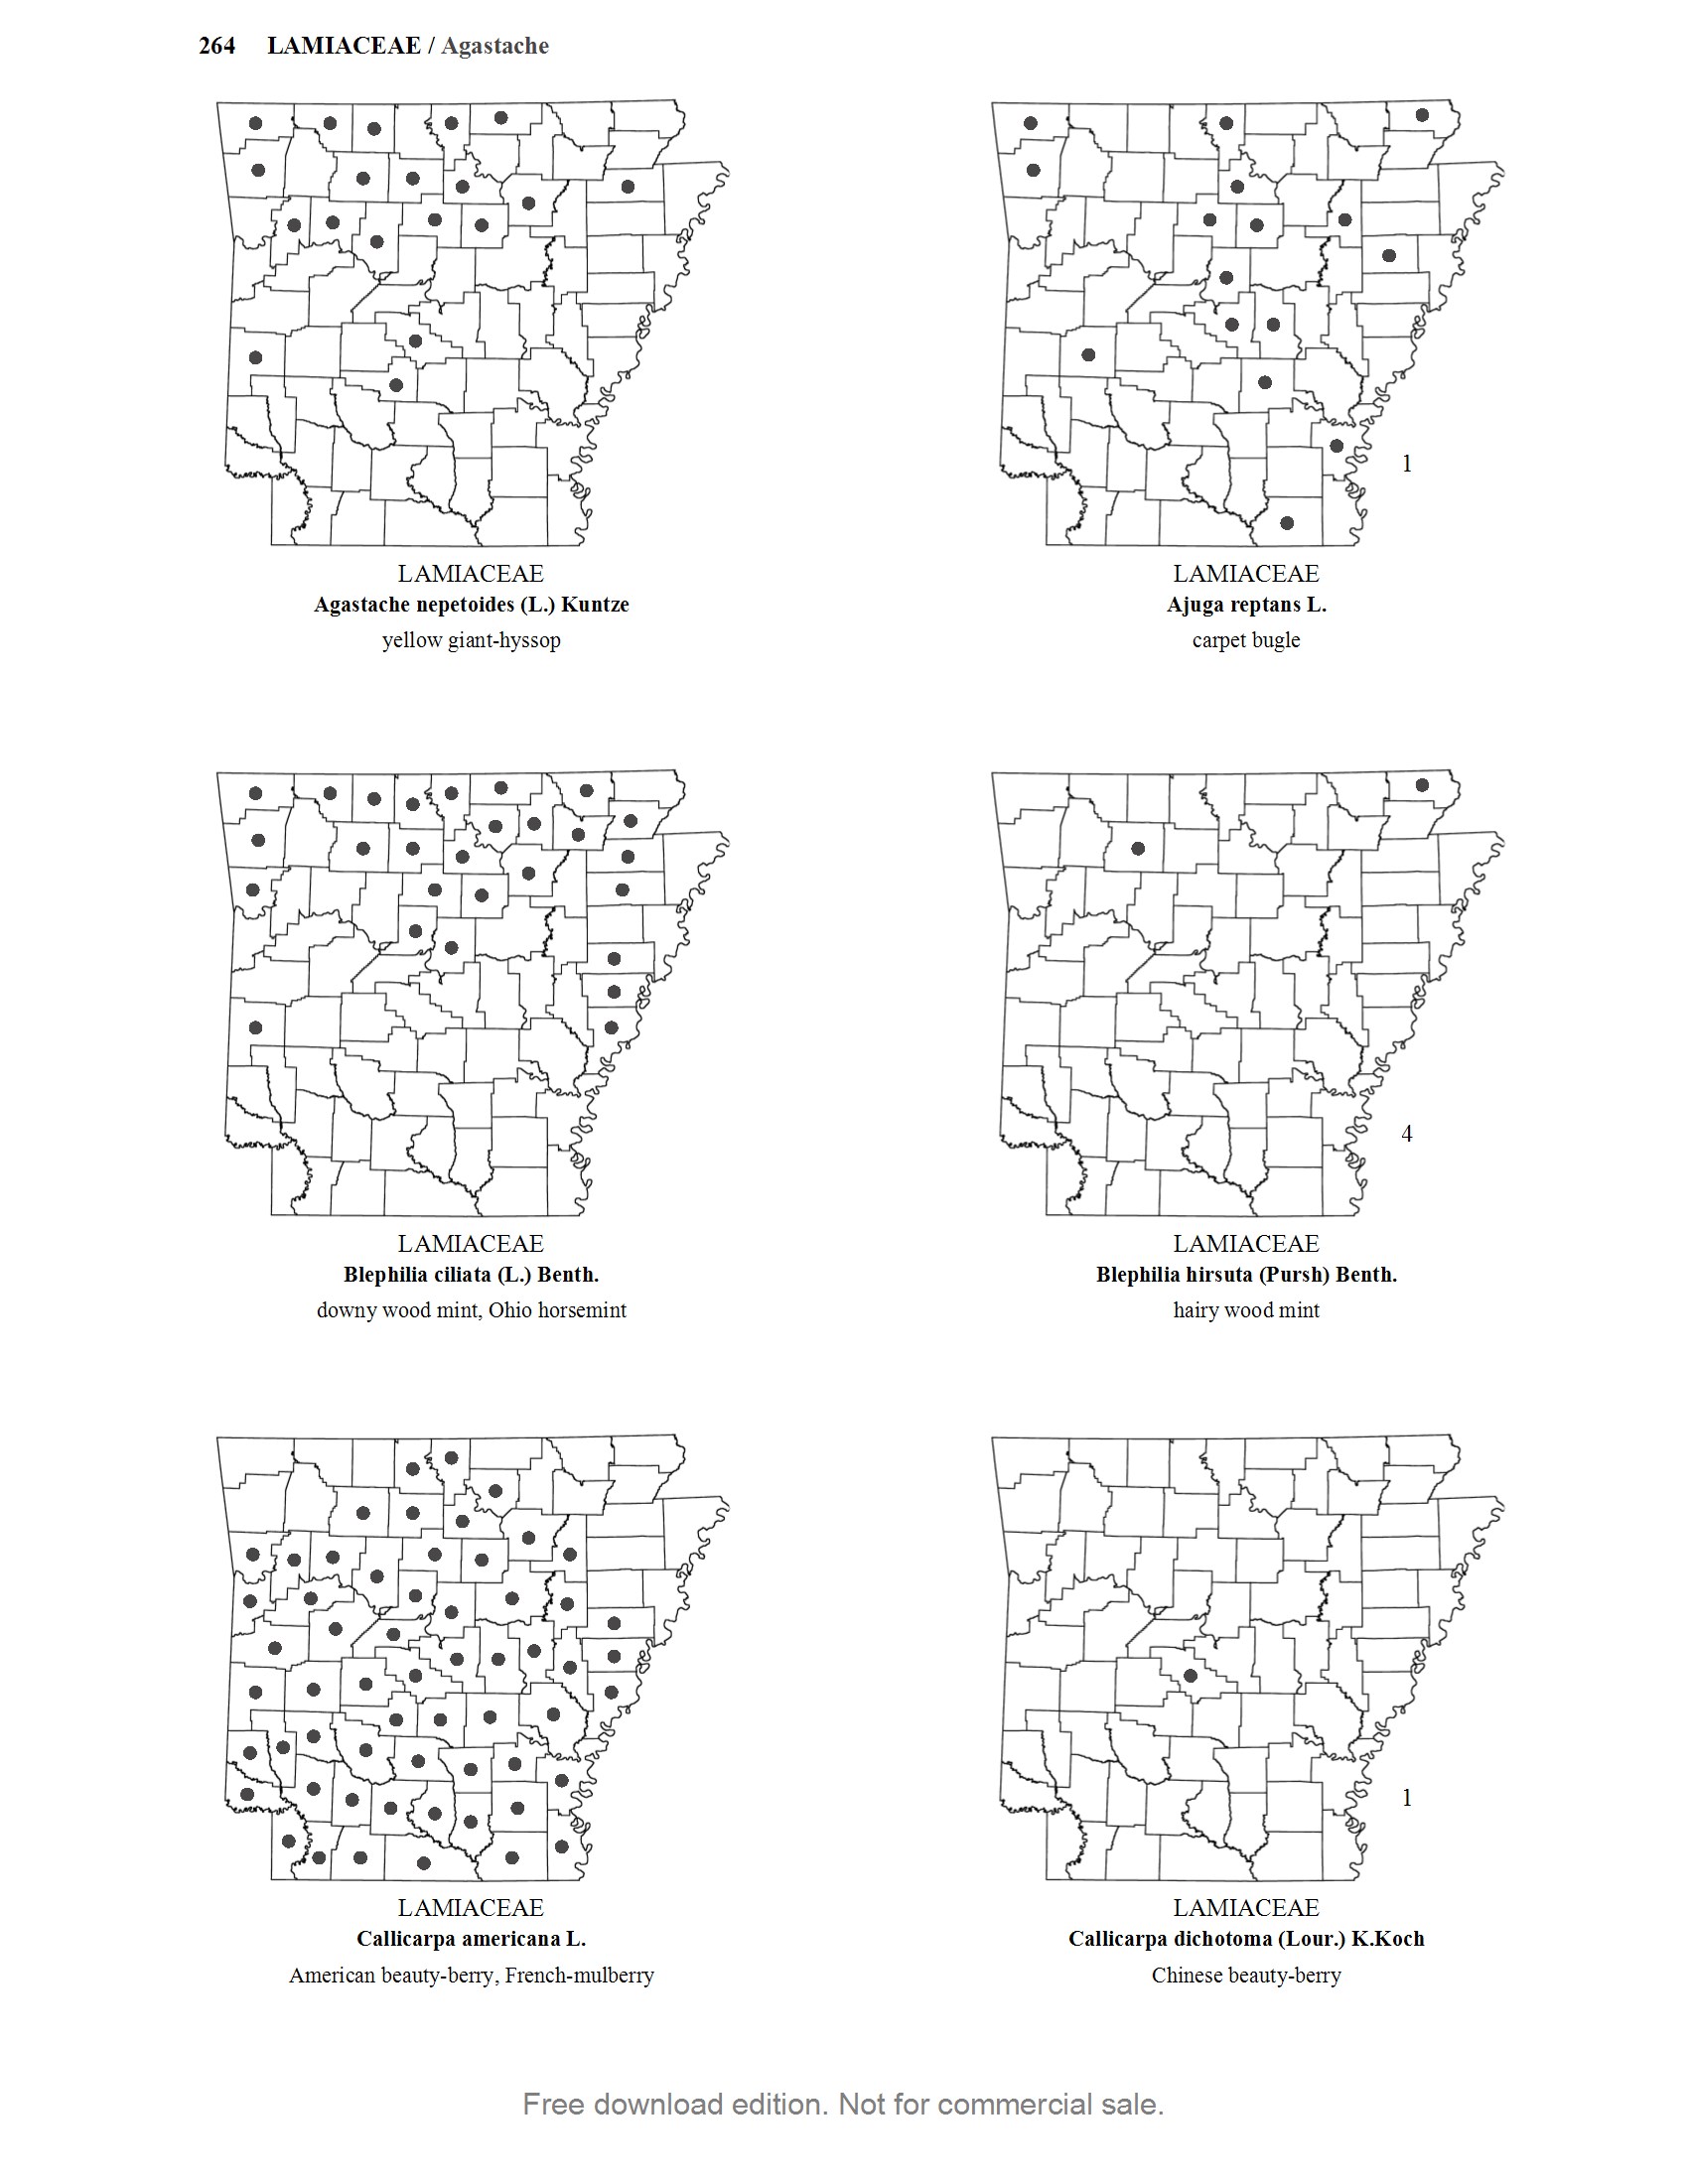 264 LAMIACEAE / Agastache
LAMIACEAE
Agastache nepetoides (L.) Kuntze
yellow giant-hyssop
1
LAMIACEAE
Ajuga reptans L.
carpet bugle
LAMIACEAE
Blephilia ciliata (L.) Benth.
downy wood mint, Ohio horsemint
4
LAMIACEAE
Blephilia hirsuta (Pursh) Benth.
hairy wood mint
LAMIACEAE
Callicarpa americana L.
American beauty-berry, French-mulberry
1
LAMIACEAE
Callicarpa dichotoma (Lour.) K.Koch
Chinese beauty-berry
Free download edition. Not for commercial sale.